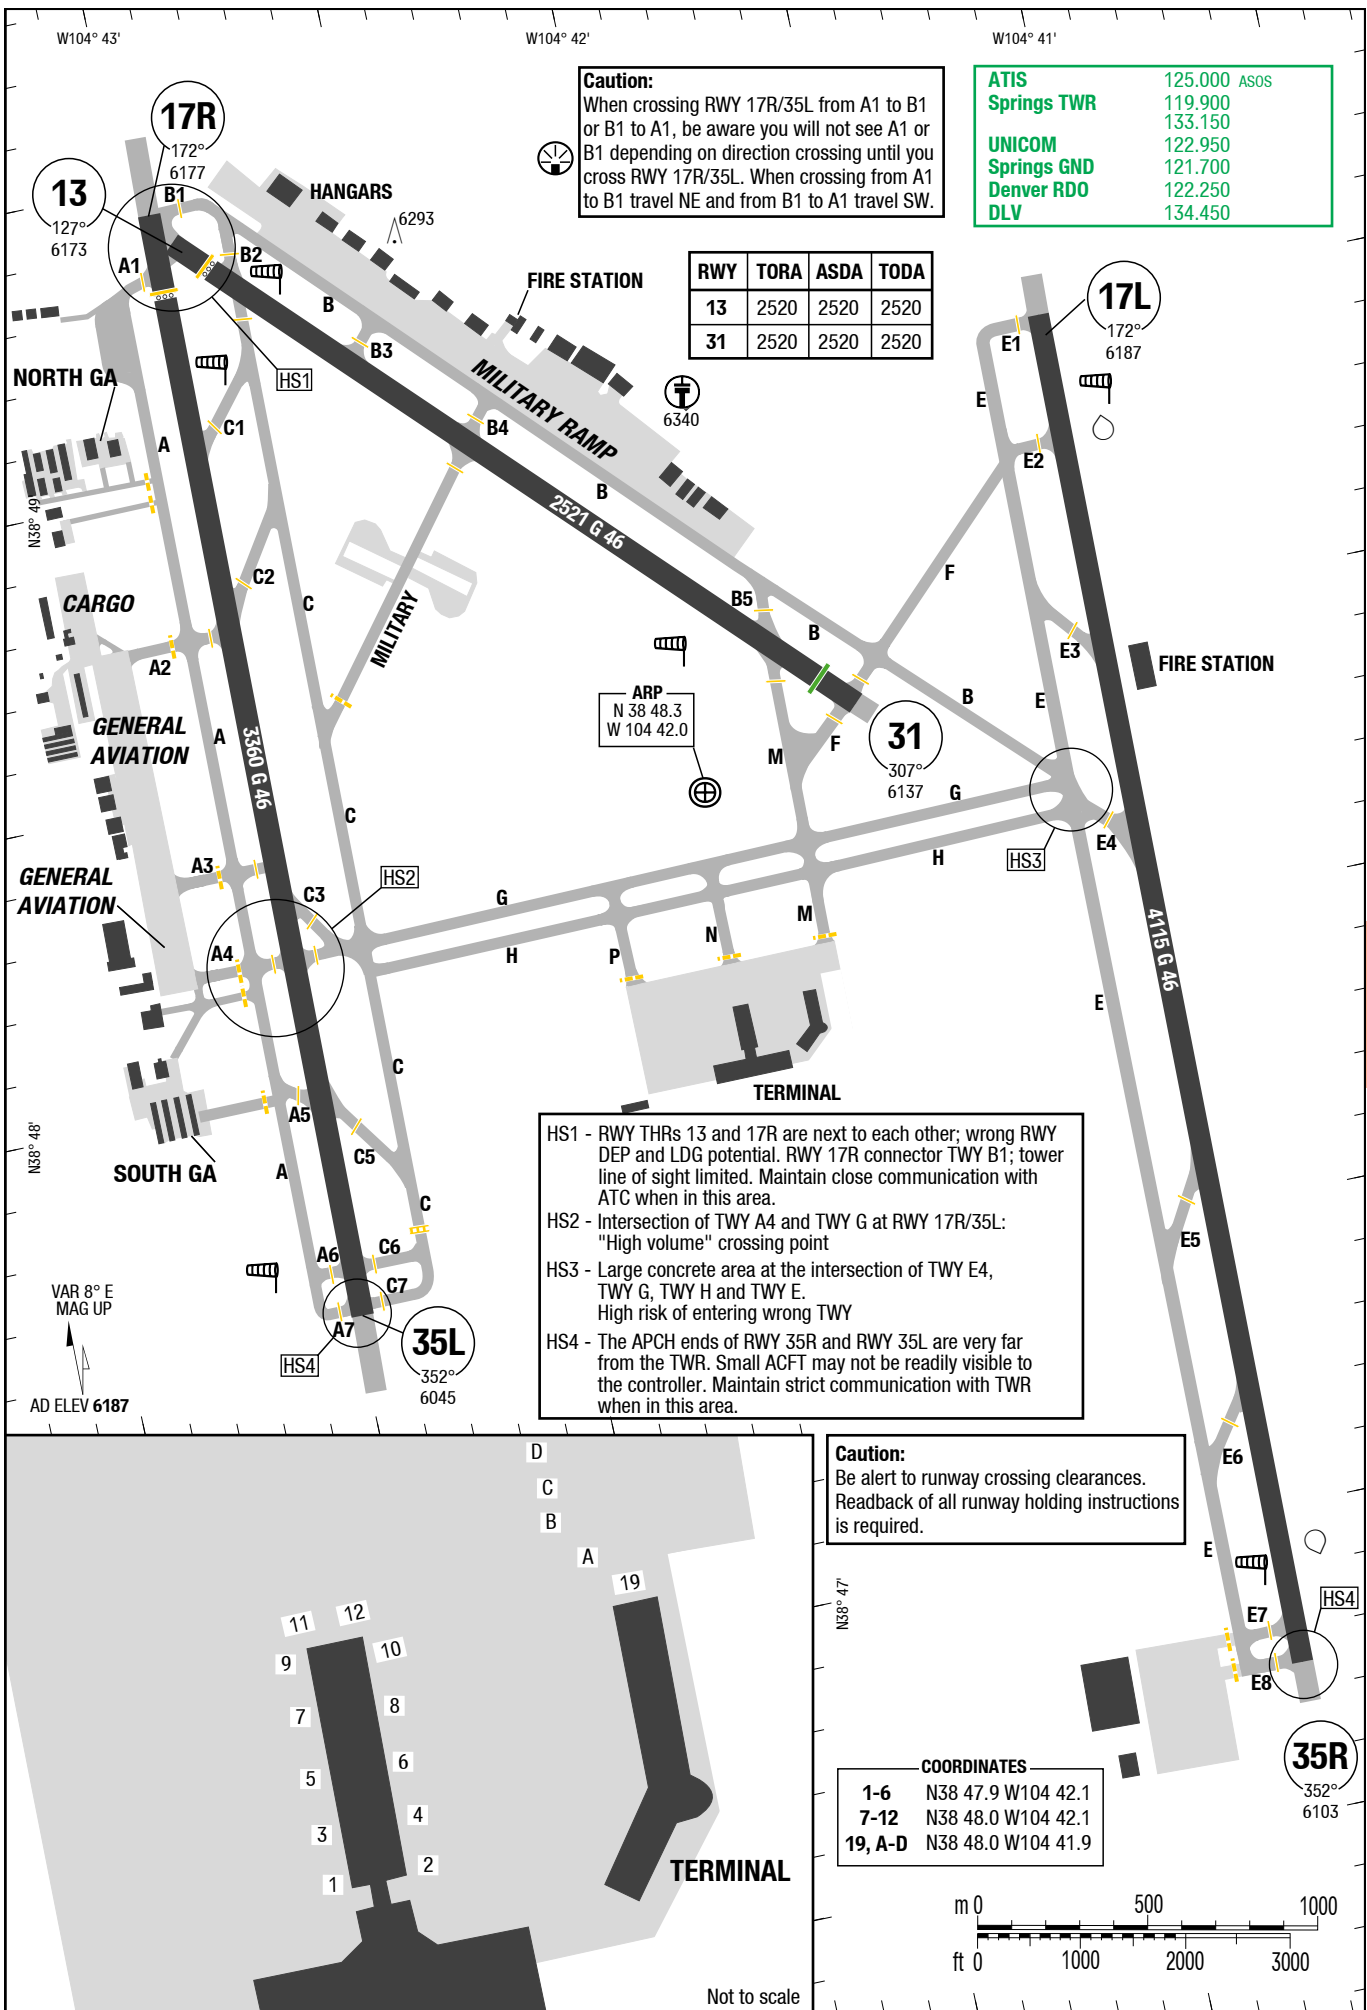 W104° 43'
W104° 42'
W104° 41'
Caution:
When crossing RWY 17R/35L from A1 to B1
or B1 to A1, be aware you will not see A1 or
B1 depending on direction crossing until you
cross RWY 17R/35L. When crossing from A1
to B1 travel NE and from B1 to A1 travel SW.
ATIS 125.000 ASOS
Springs TWR 119.900
133.150
UNICOM 122.950
Springs GND 121.700
Denver RDO 122.250
DLV 134.450
17R
172°
6177
13
127°
6173
B1
A1
B2
HANGARS
6293
FIRE STATION
RWY TORA ASDA TODA
13 2520 2520 2520
31 2520 2520 2520
17L
172°
6187
E1
B
B3
HS1
NORTH GA
MILITARY RAMP
6340
E
C1
A
B4
E2
B
N38° 49'
2521 G 46
C2
F
CARGO
C
MILITARY
B5
B
A2
E3
FIRE STATION
ARP
N 38 48.3
W 104 42.0
B
E
GENERAL
AVIATION
A
3360 G 46
M
F
31
307°
6137
G
C
E4
H
HS3
A3
HS2
GENERAL
AVIATION
C3
G
M
4115 G 46
A4
H
P
N
E
C
TERMINAL
A5
N38° 48'
C5
SOUTH GA
A
C
HS1 - RWY THRs 13 and 17R are next to each other; wrong RWY
DEP and LDG potential. RWY 17R connector TWY B1; tower
line of sight limited. Maintain close communication with
ATC when in this area.
HS2 - Intersection of TWY A4 and TWY G at RWY 17R/35L:
"High volume" crossing point
HS3 - Large concrete area at the intersection of TWY E4,
TWY G, TWY H and TWY E.
High risk of entering wrong TWY
HS4 - The APCH ends of RWY 35R and RWY 35L are very far
from the TWR. Small ACFT may not be readily visible to
the controller. Maintain strict communication with TWR
when in this area.
E5
A6
C6
C7
A7
HS4
35L
352°
6045
VAR 8° E
MAG UP
AD ELEV 6187
E6
Caution:
Be alert to runway crossing clearances.
Readback of all runway holding instructions
is required.
D
C
B
A
19
E
N38° 47'
HS4
E7
E8
11
12
9
10
7
8
5
6
3
4
1
2
TERMINAL
Not to scale
35R
352°
6103
COORDINATES
1-6 N38 47.9 W104 42.1
7-12 N38 48.0 W104 42.1
19, A-D N38 48.0 W104 41.9
m 0 500 1000
ft 0 1000 2000 3000